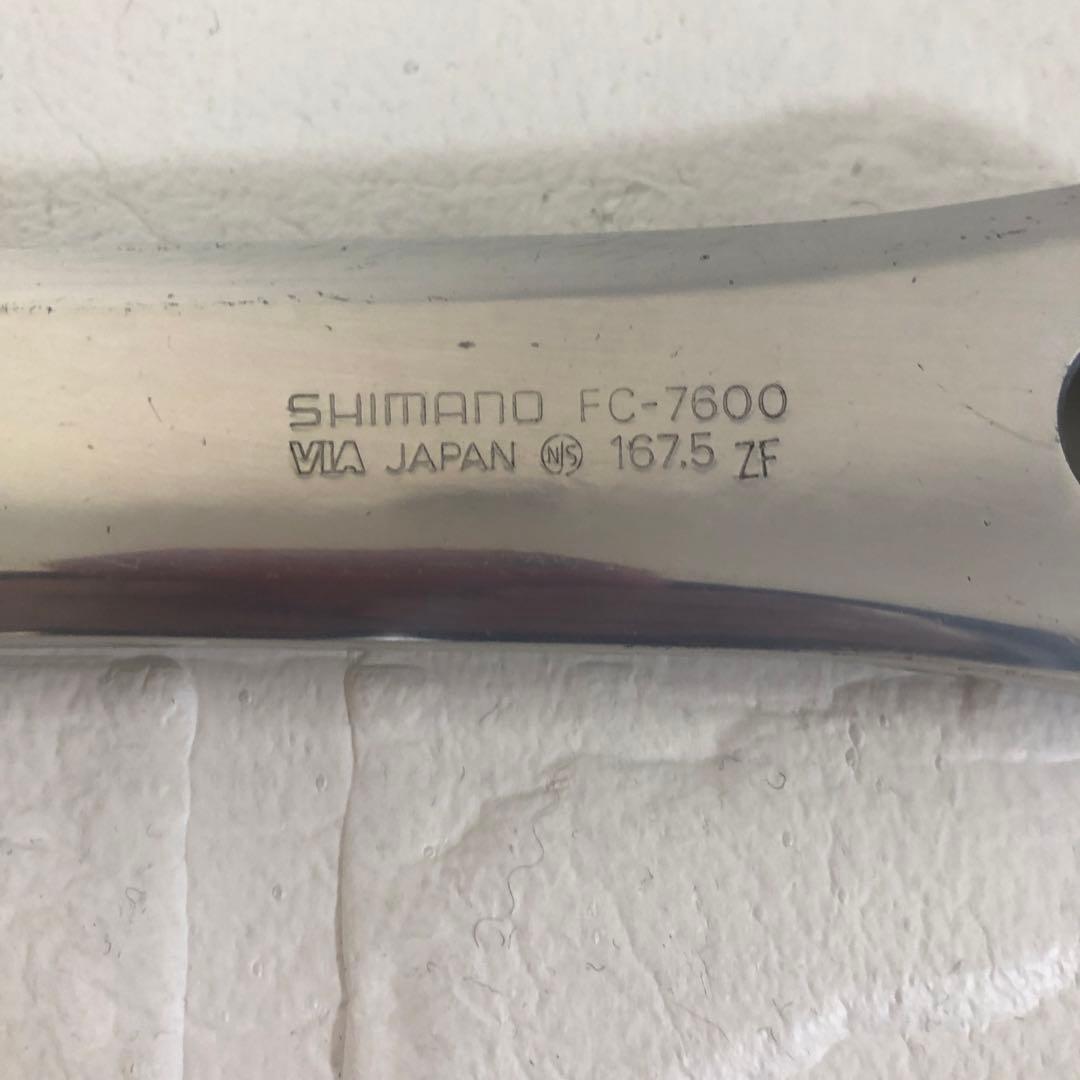 SHIMANO FC-7600
VIA JAPAN NJS 167.5 ZF